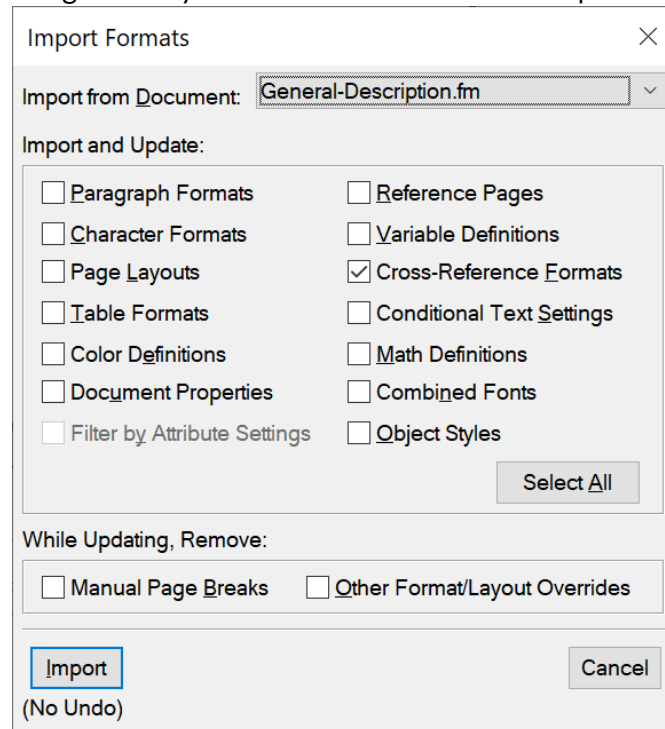 Import Formats
Import from Document: General-Description.fm
Import and Update:
Paragraph Formats Reference Pages
Character Formats Variable Definitions
Page Layouts Cross-Reference Formats
Table Formats Conditional Text Settings
Color Definitions Math Definitions
Document Properties Combined Fonts
Filter by Attribute Settings Object Styles
Select All
While Updating, Remove:
Manual Page Breaks Other Format/Layout Overrides
Import Cancel
(No Undo)